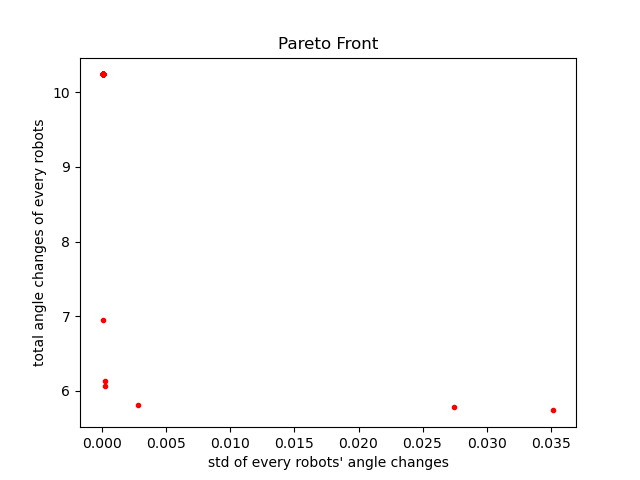 Pareto Front
total angle changes of every robots
10
9
8
7
6
0.000 0.005 0.010 0.015 0.020 0.025 0.030 0.035
std of every robots' angle changes